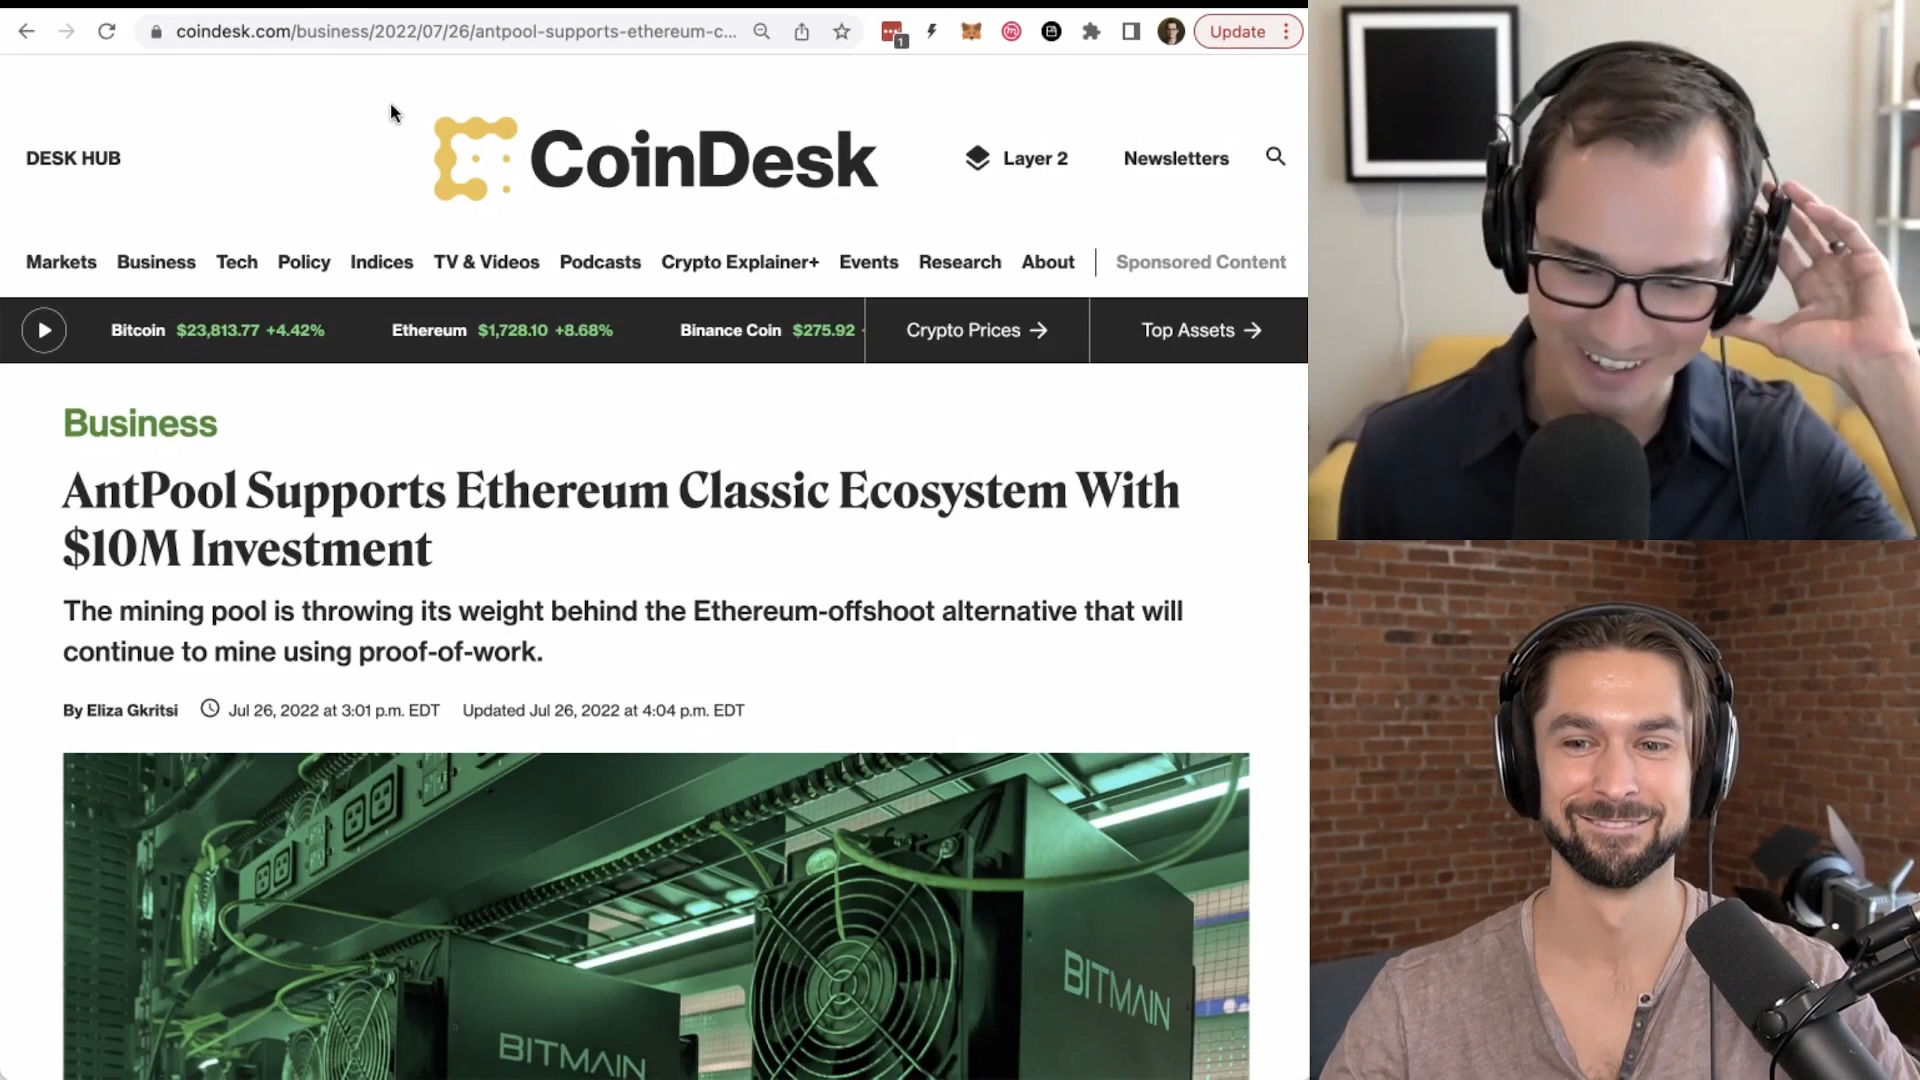 coindesk.com/business/2022/07/26/antpool-supports-ethereum-c...
1
Update
DESK HUB
CoinDesk
Layer 2
Newsletters
Markets Business Tech Policy Indices TV & Videos Podcasts Crypto Explainer+ Events Research About Sponsored Content
Bitcoin $23,813.77 +4.42% Ethereum $1,728.10 +8.68% Binance Coin $275.92 Crypto Prices → Top Assets →
Business
AntPool Supports Ethereum Classic Ecosystem With
$10M Investment
The mining pool is throwing its weight behind the Ethereum-offshoot alternative that will
continue to mine using proof-of-work.
By Eliza Gkritsi Jul 26, 2022 at 3:01 p.m. EDT Updated Jul 26, 2022 at 4:04 p.m. EDT
BITMAIN
BITMAIN